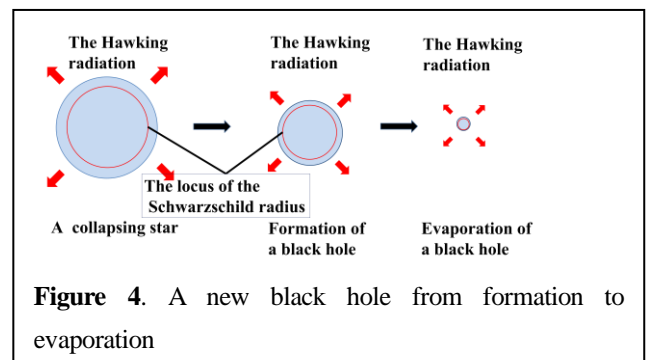 The Hawking
radiation
The Hawking
radiation
The Hawking
radiation
The locus of the
Schwarzschild radius
A collapsing star
Formation of
a black hole
Evaporation of
a black hole
Figure 4. A new black hole from formation to
evaporation